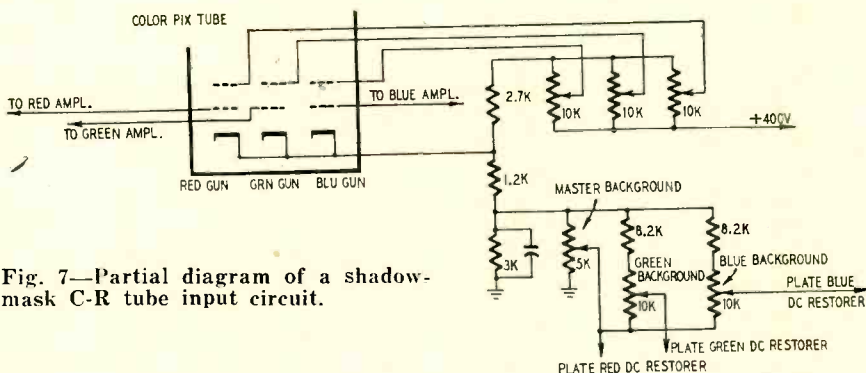 COLOR PIX TUBE
TO RED AMPL.
TO GREEN AMPL.
TO BLUE AMPL.
RED GUN GRN GUN BLU GUN
2.7K
10K
10K
10K
+400V
1.2K
MASTER BACKGROUND
3K
5K
8.2K
8.2K
GREEN
BACKGROUND
BLUE BACKGROUND
10K
10K
PLATE BLUE
DC RESTORER
PLATE GREEN DC RESTORER
PLATE RED DC RESTORER
Fig. 7—Partial diagram of a shadow-
mask C-R tube input circuit.